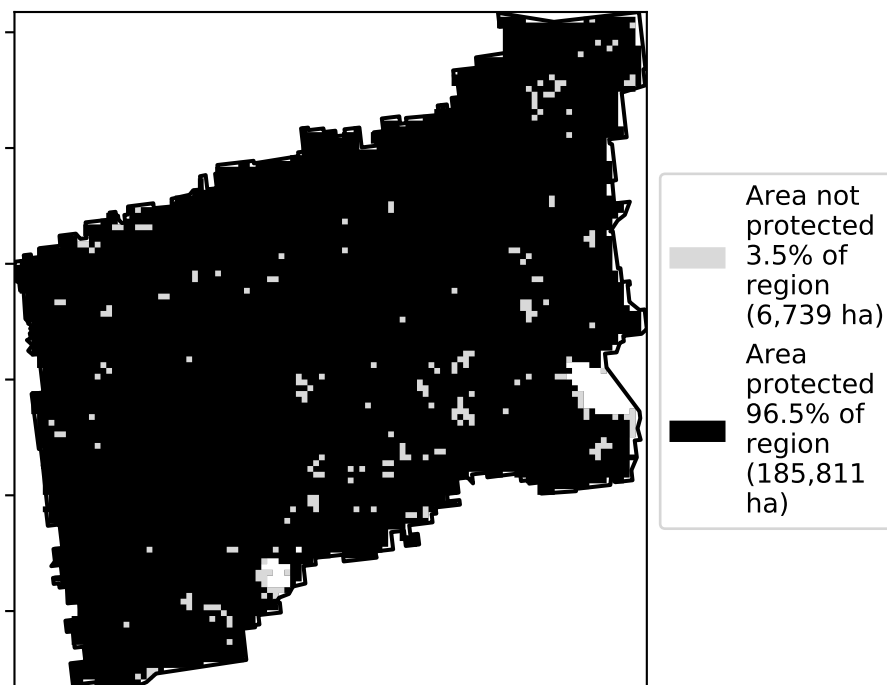 Area not
protected
3.5% of
region
(6,739 ha)
Area
protected
96.5% of
region
(185,811
ha)